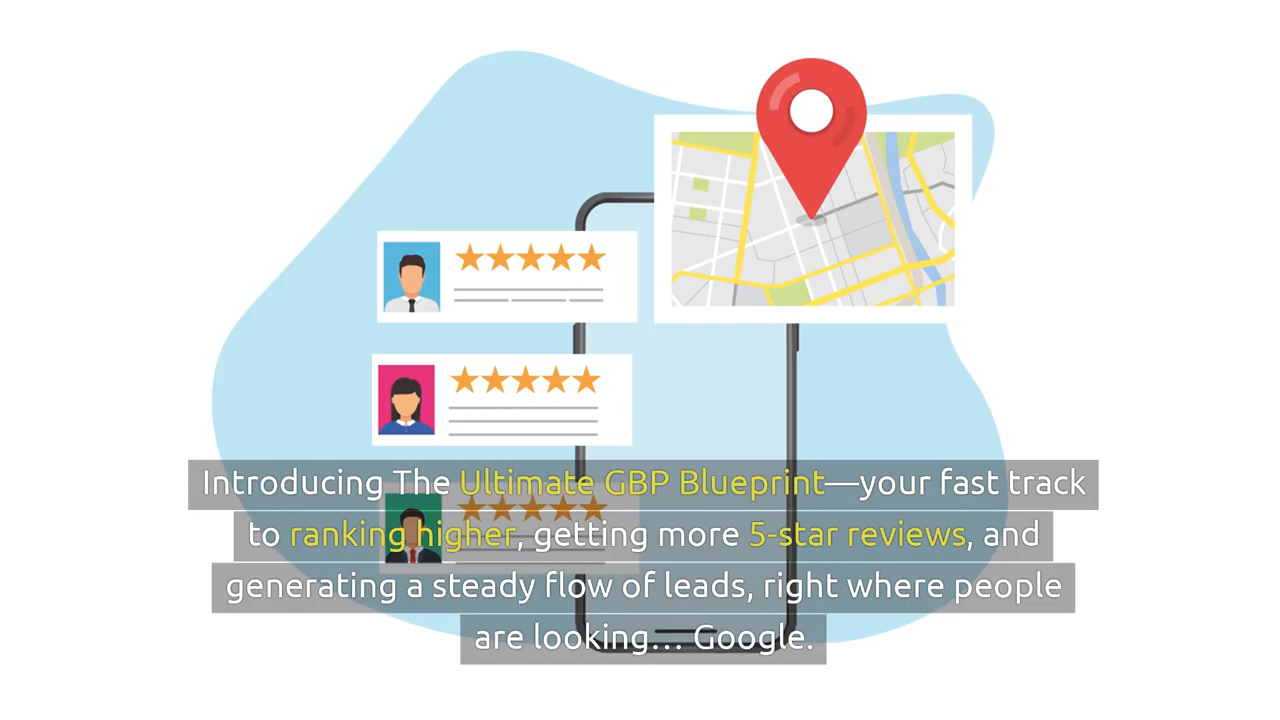 Introducing The Ultimate GBP Blueprint—your fast track
to ranking higher, getting more 5-star reviews, and
generating a steady flow of leads, right where people
are looking... Google.